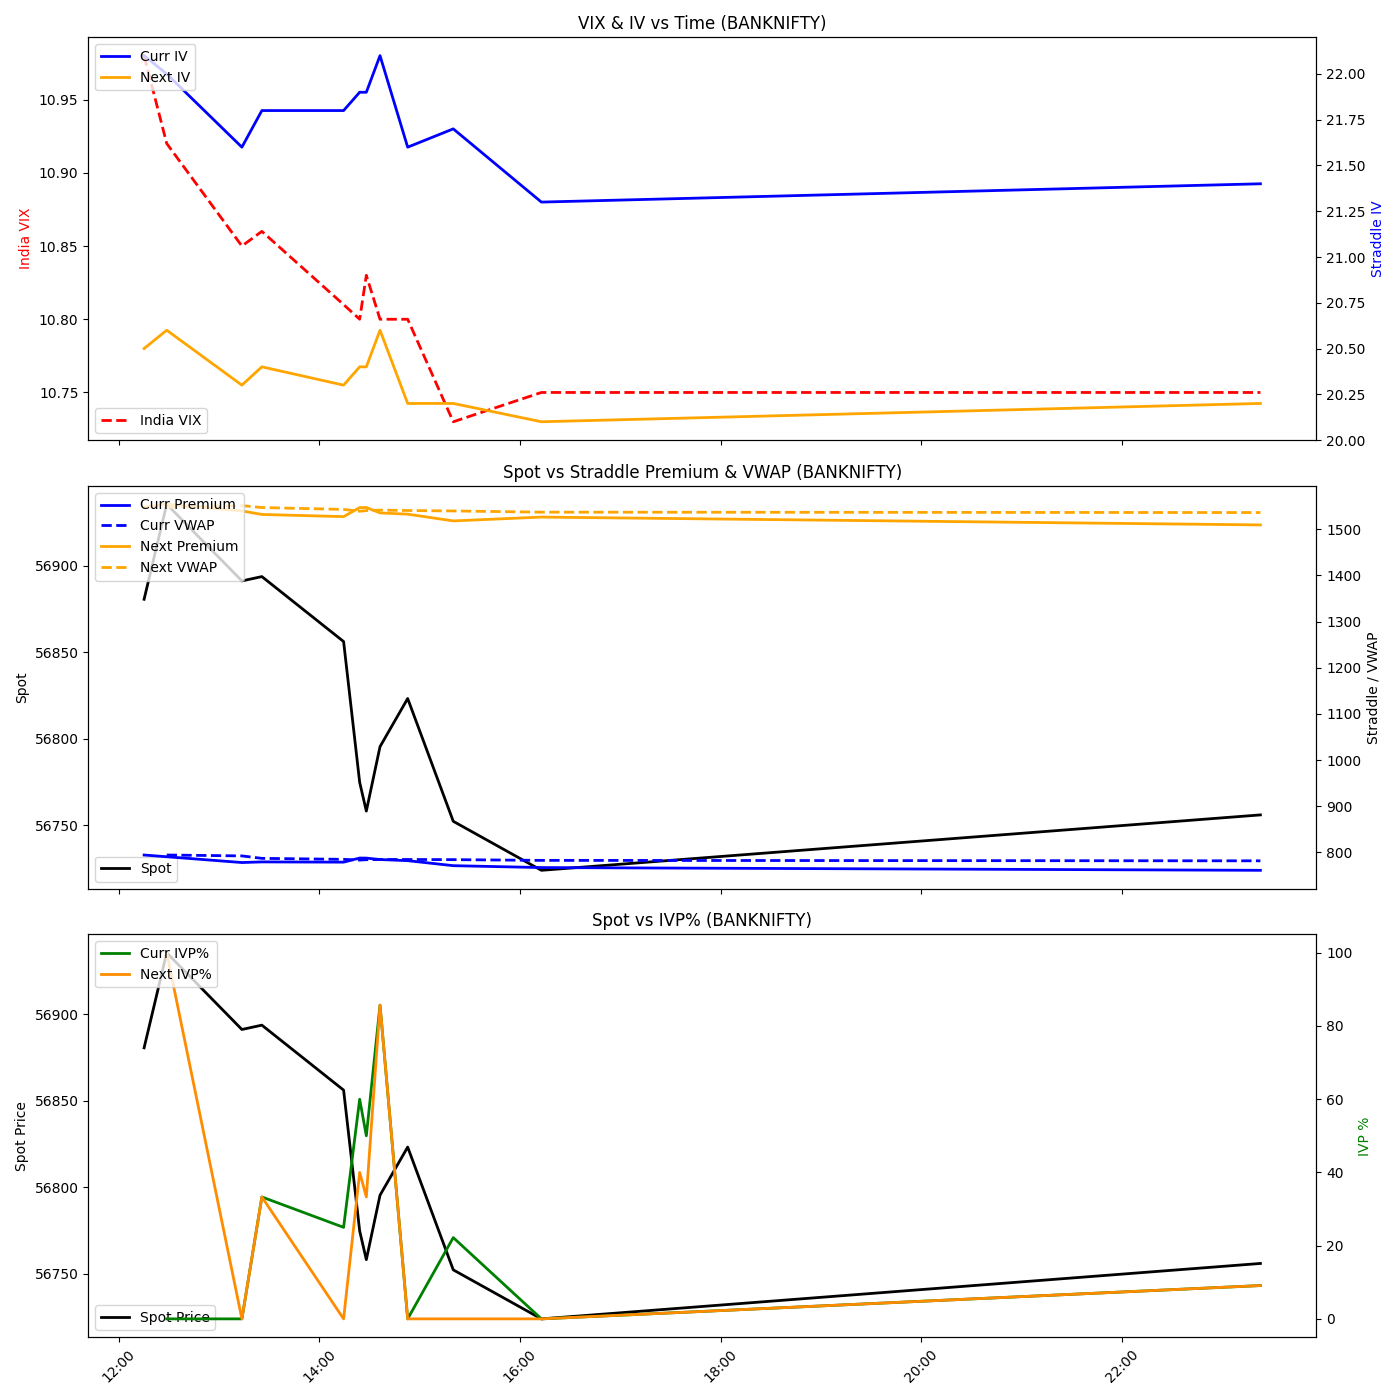 VIX & IV vs Time (BANKNIFTY)
Curr IV
Next IV
India VIX
10.95
10.90
10.85
10.80
10.75
India VIX
22.00
21.75
21.50
21.25
21.00
20.75
20.50
20.25
20.00
Straddle IV
Spot vs Straddle Premium & VWAP (BANKNIFTY)
Curr Premium
Curr VWAP
Next Premium
Next VWAP
Spot
56900
56850
56800
56750
Spot
1500
1400
1300
1200
1100
1000
900
800
Straddle / VWAP
Spot vs IVP% (BANKNIFTY)
Curr IVP%
Next IVP%
Spot Price
56900
56850
56800
56750
Spot Price
100
80
60
40
20
0
IVP %
12:00
14:00
16:00
18:00
20:00
22:00